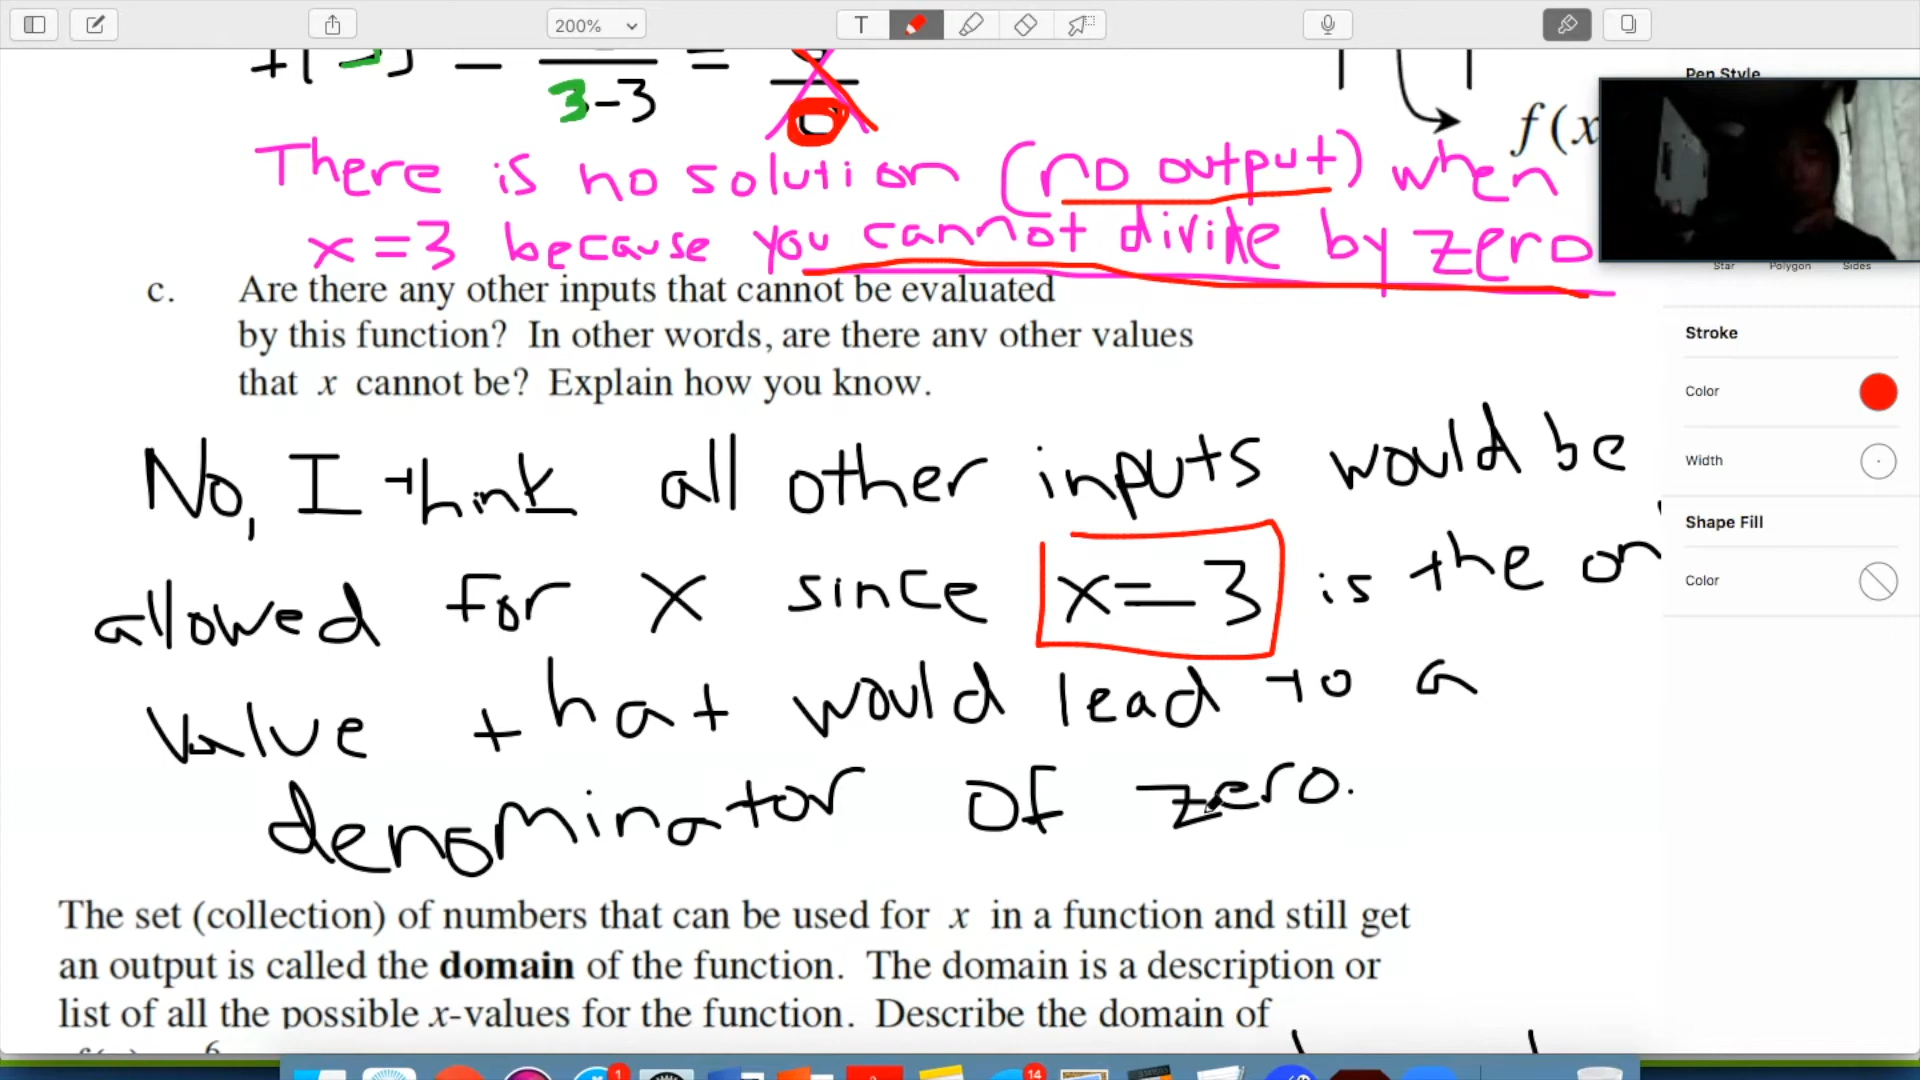 200%
3-3
Pen Style
f(x
There is no solution (no output) when
x=3 because you cannot divide by zero
Star Polygon Sides
c. Are there any other inputs that cannot be evaluated
by this function? In other words, are there any other values
that x cannot be? Explain how you know.
Stroke
Color
Width
Shape Fill
Color
No, I think all other inputs would be
allowed for x since x=3 is the
value that would lead to a
denominator of zero.
The set (collection) of numbers that can be used for x in a function and still get
an output is called the domain of the function. The domain is a description or
list of all the possible x-values for the function. Describe the domain of
6
1
14